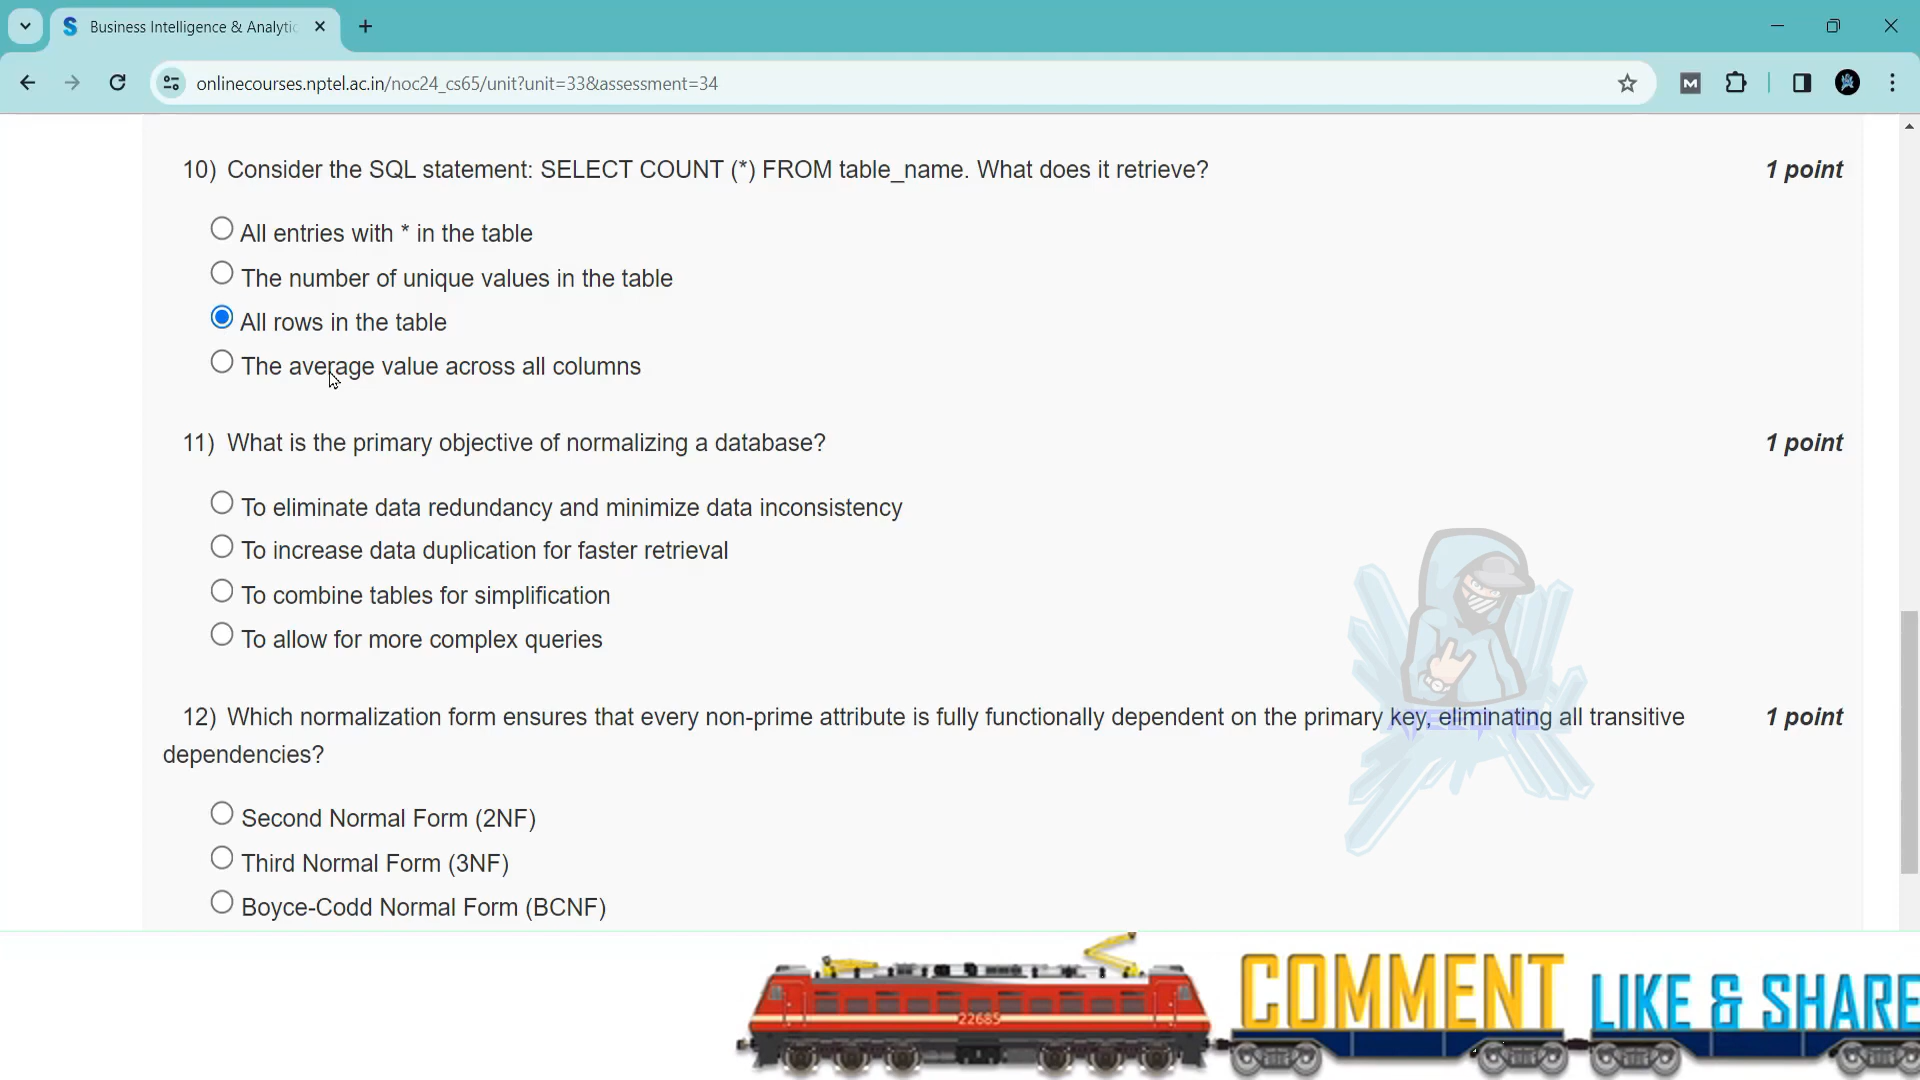 Business Intelligence & Analytic
onlinecourses.nptel.ac.in/noc24_cs65/unit?unit=33&assessment=34
10) Consider the SQL statement: SELECT COUNT (*) FROM table_name. What does it retrieve? 1 point
All entries with * in the table
The number of unique values in the table
All rows in the table
The average value across all columns
11) What is the primary objective of normalizing a database? 1 point
To eliminate data redundancy and minimize data inconsistency
To increase data duplication for faster retrieval
To combine tables for simplification
To allow for more complex queries
12) Which normalization form ensures that every non-prime attribute is fully functionally dependent on the primary key, eliminating all transitive 1 point
dependencies?
Second Normal Form (2NF)
Third Normal Form (3NF)
Boyce-Codd Normal Form (BCNF)
COMMENT LIKE & SHARE
22685